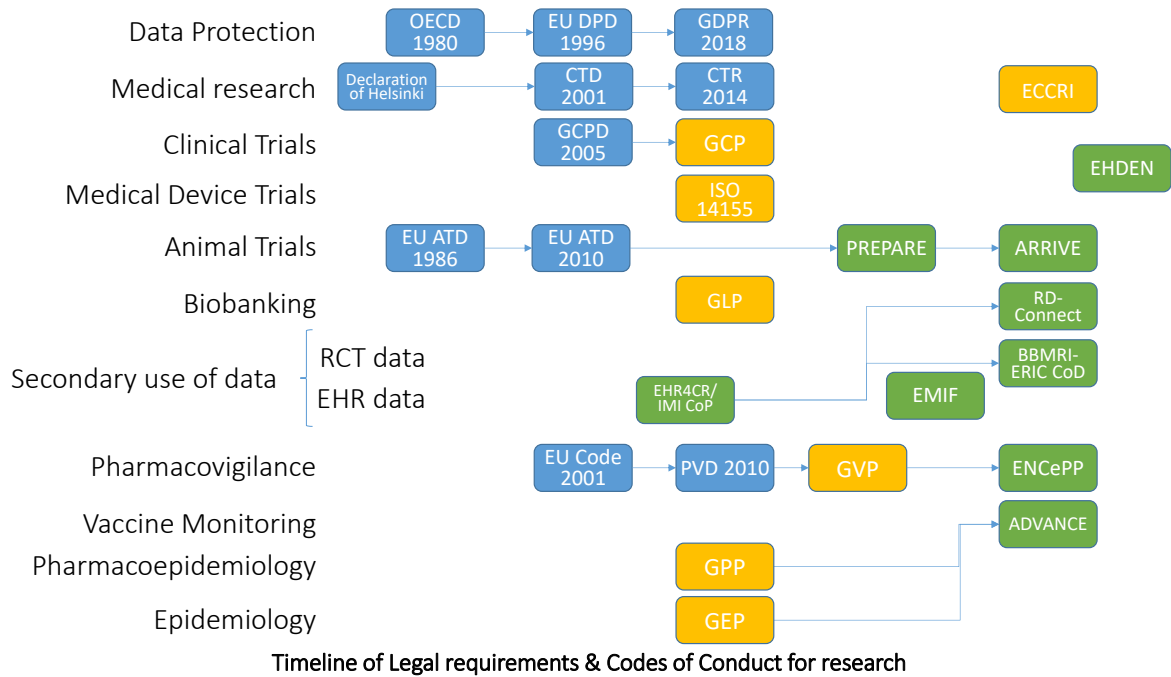 Data Protection
OECD
1980
EU DPD
1996
GDPR
2018
Medical research
Declaration
of Helsinki
CTD
2001
CTR
2014
ECCRI
Clinical Trials
GCPD
2005
GCP
EHDEN
Medical Device Trials
ISO
14155
Animal Trials
EU ATD
1986
EU ATD
2010
PREPARE
ARRIVE
Biobanking
GLP
RD-
Connect
Secondary use of data
RCT data
EHR data
EHR4CR/
IMI CoP
EMIF
BBMRI-
ERIC CoD
Pharmacovigilance
EU Code
2001
PVD 2010
GVP
ENCePP
Vaccine Monitoring
ADVANCE
Pharmacoepidemiology
GPP
Epidemiology
GEP
Timeline of Legal requirements & Codes of Conduct for research